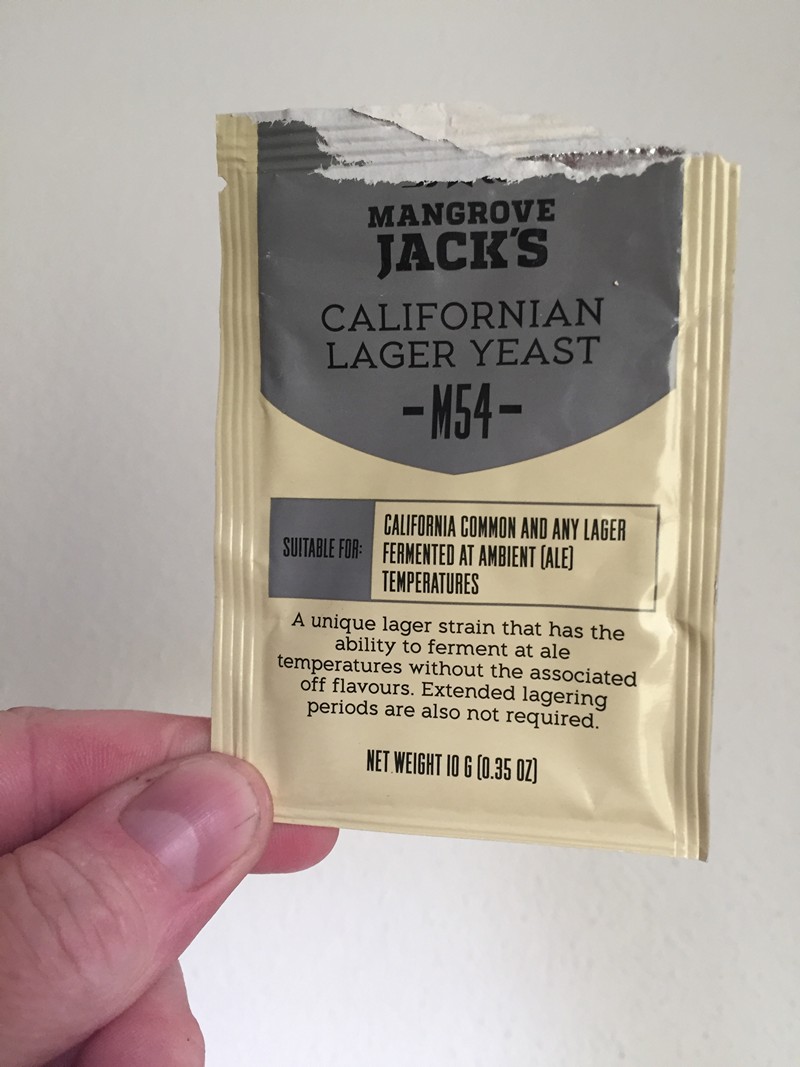 MANGROVE
JACK'S
CALIFORNIAN
LAGER YEAST
-M54-
SUITABLE FOR:
CALIFORNIA COMMON AND ANY LAGER
FERMENTED AT AMBIENT (ALE)
TEMPERATURES
A unique lager strain that has the
ability to ferment at ale
temperatures without the associated
off flavours. Extended lagering
periods are also not required.
NET WEIGHT 10 G (0.35 OZ)